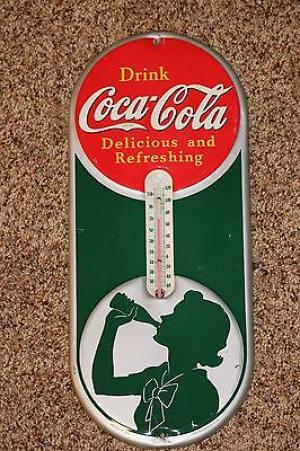 Drink
Coca-Cola
Delicious and
Refreshing